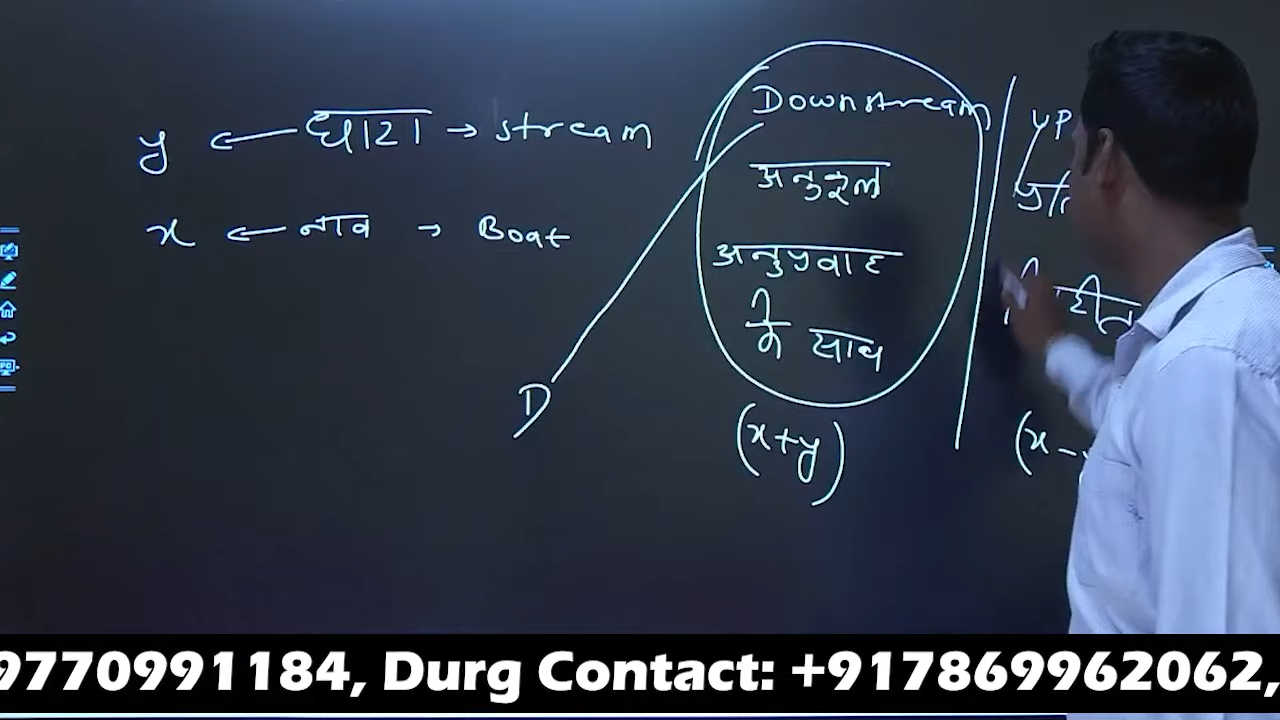 y ← धारा → stream
x ← नाव → Boat
Downstream
अनुकूल
अनुप्रवाह
के साथ
D
(x+y)
UP
(x-
9770991184, Durg Contact: +917869962062,